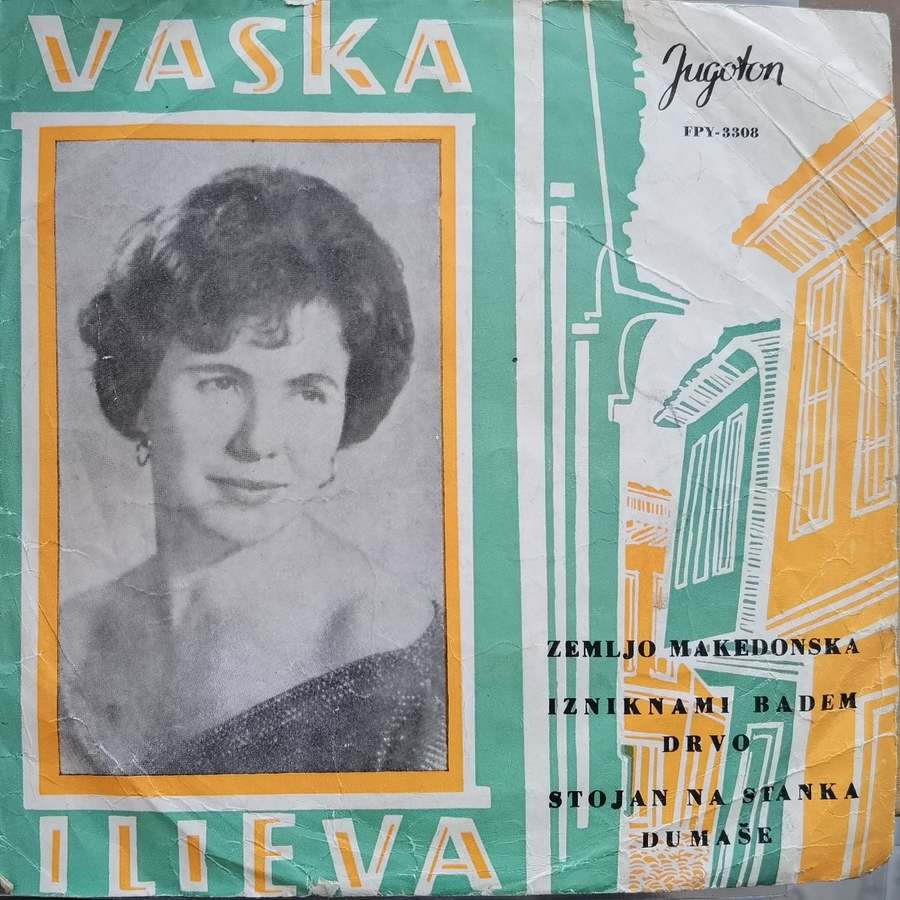 VASKA
Jugoton
FPY-3308
ZEMLJO MAKEDONSKA
IZNIKNAMI BADEM
DRVO
STOJAN NA STANKA
DUMAŠE
ILIEVA